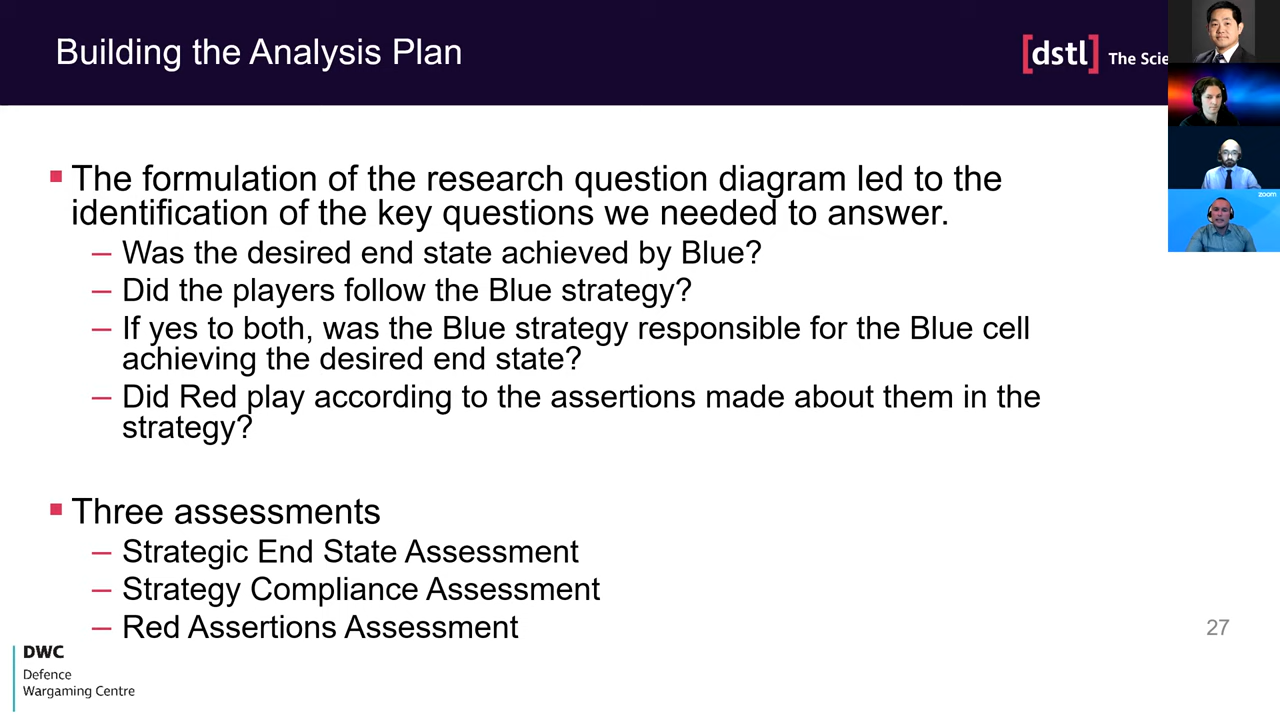 Building the Analysis Plan
[dstl] The Scie
zoom
The formulation of the research question diagram led to the
identification of the key questions we needed to answer.
– Was the desired end state achieved by Blue?
– Did the players follow the Blue strategy?
– If yes to both, was the Blue strategy responsible for the Blue cell
achieving the desired end state?
– Did Red play according to the assertions made about them in the
strategy?
Three assessments
– Strategic End State Assessment
– Strategy Compliance Assessment
– Red Assertions Assessment
27
DWC
Defence
Wargaming Centre